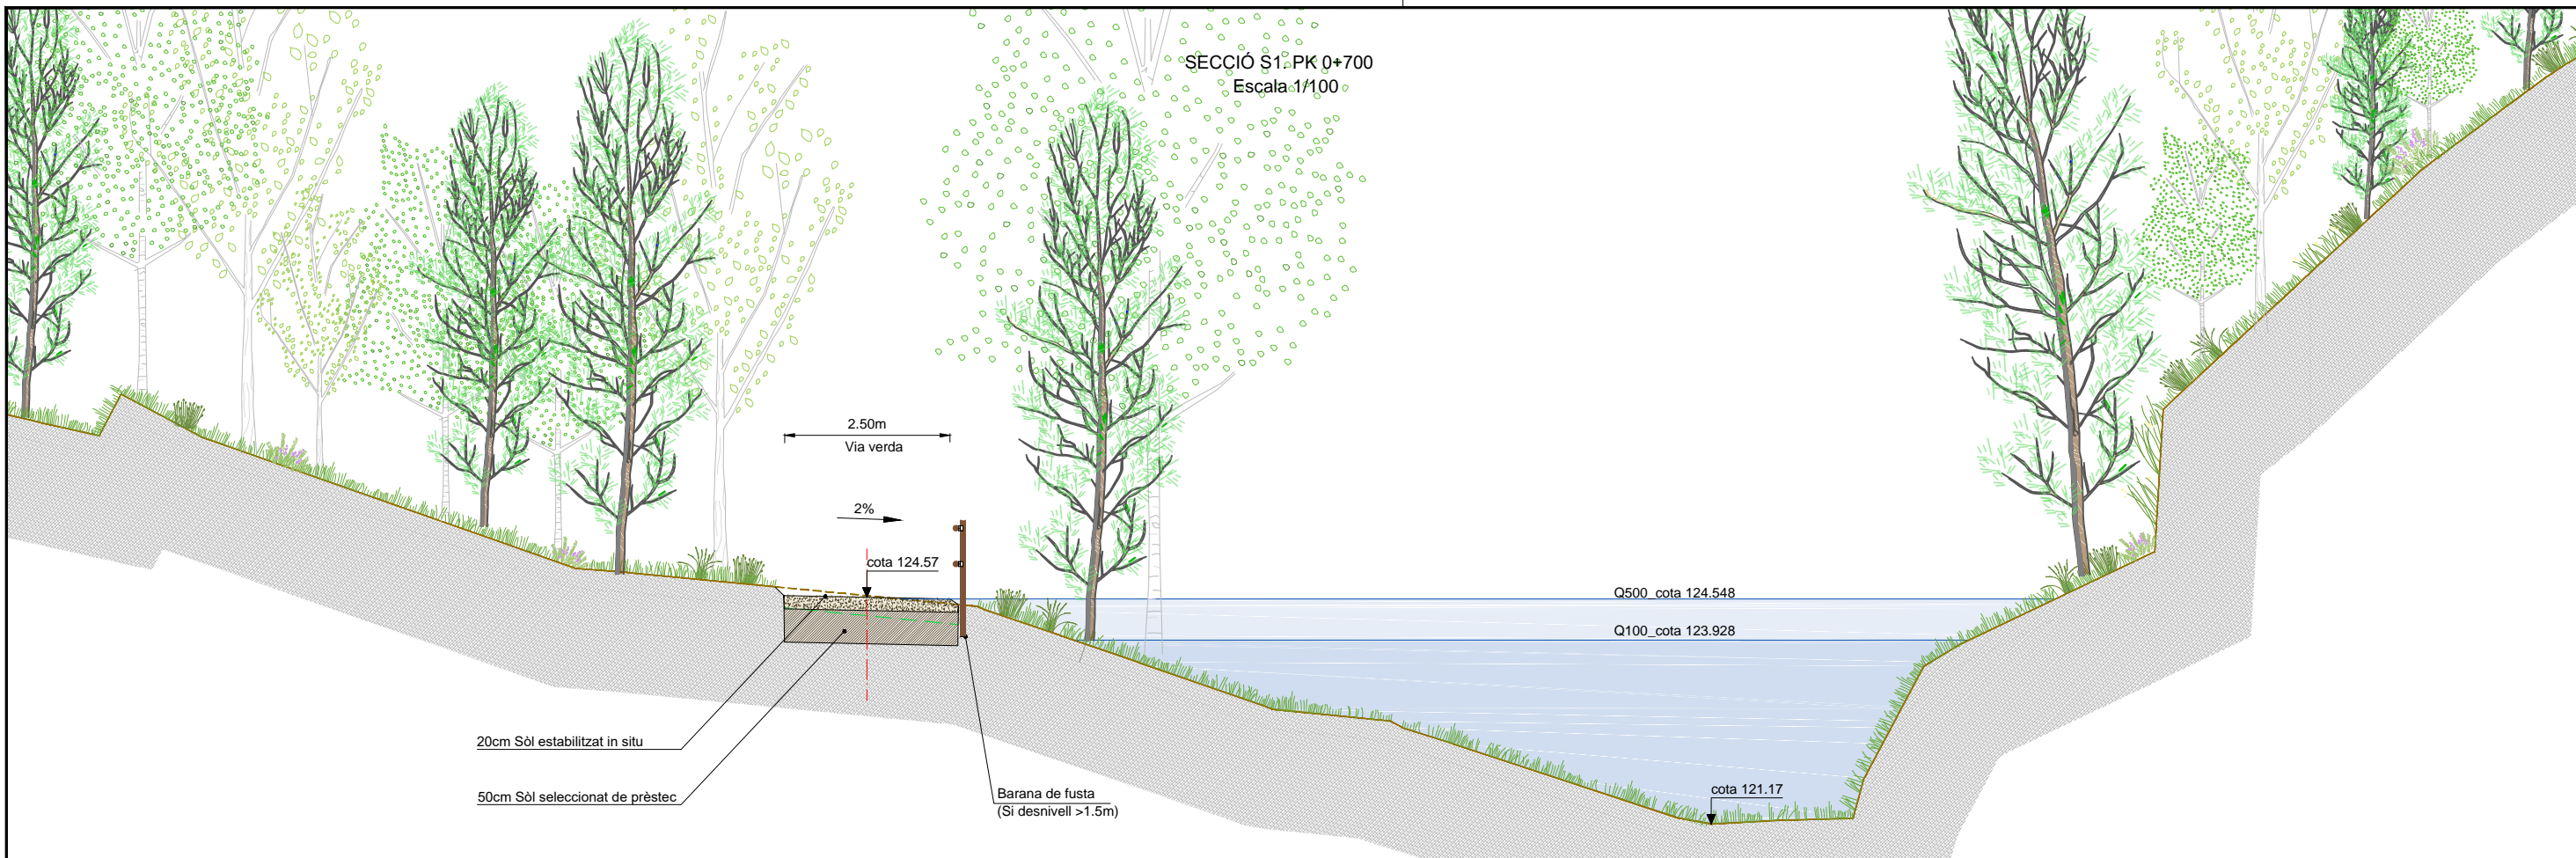 SECCIÓ S1. PK 0+700
Escala 1/100
2.50m
Via verda
2%
cota 124.57
Q500_cota 124.548
Q100_cota 123.928
20cm Sòl estabilitzat in situ
50cm Sòl seleccionat de prèstec
Barana de fusta
(Si desnivell >1.5m)
cota 121.17